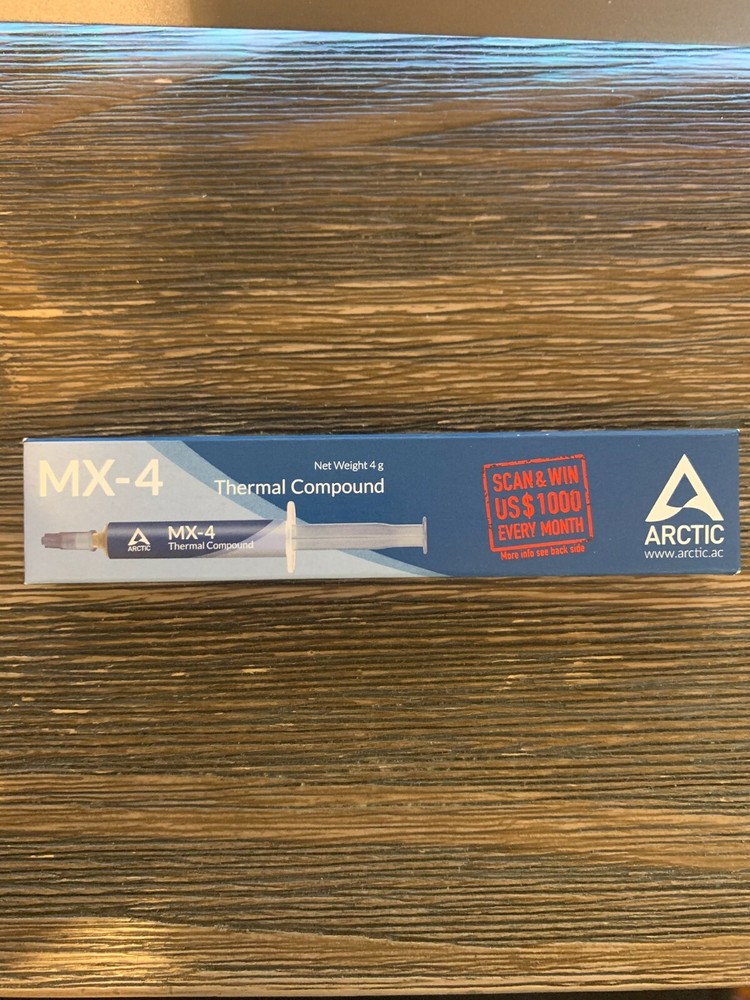 MX-4
Net Weight 4 g
Thermal Compound
ARCTIC
MX-4
Thermal Compound
SCAN & WIN
US$1000
EVERY MONTH
More info see back side
ARCTIC
www.arctic.ac